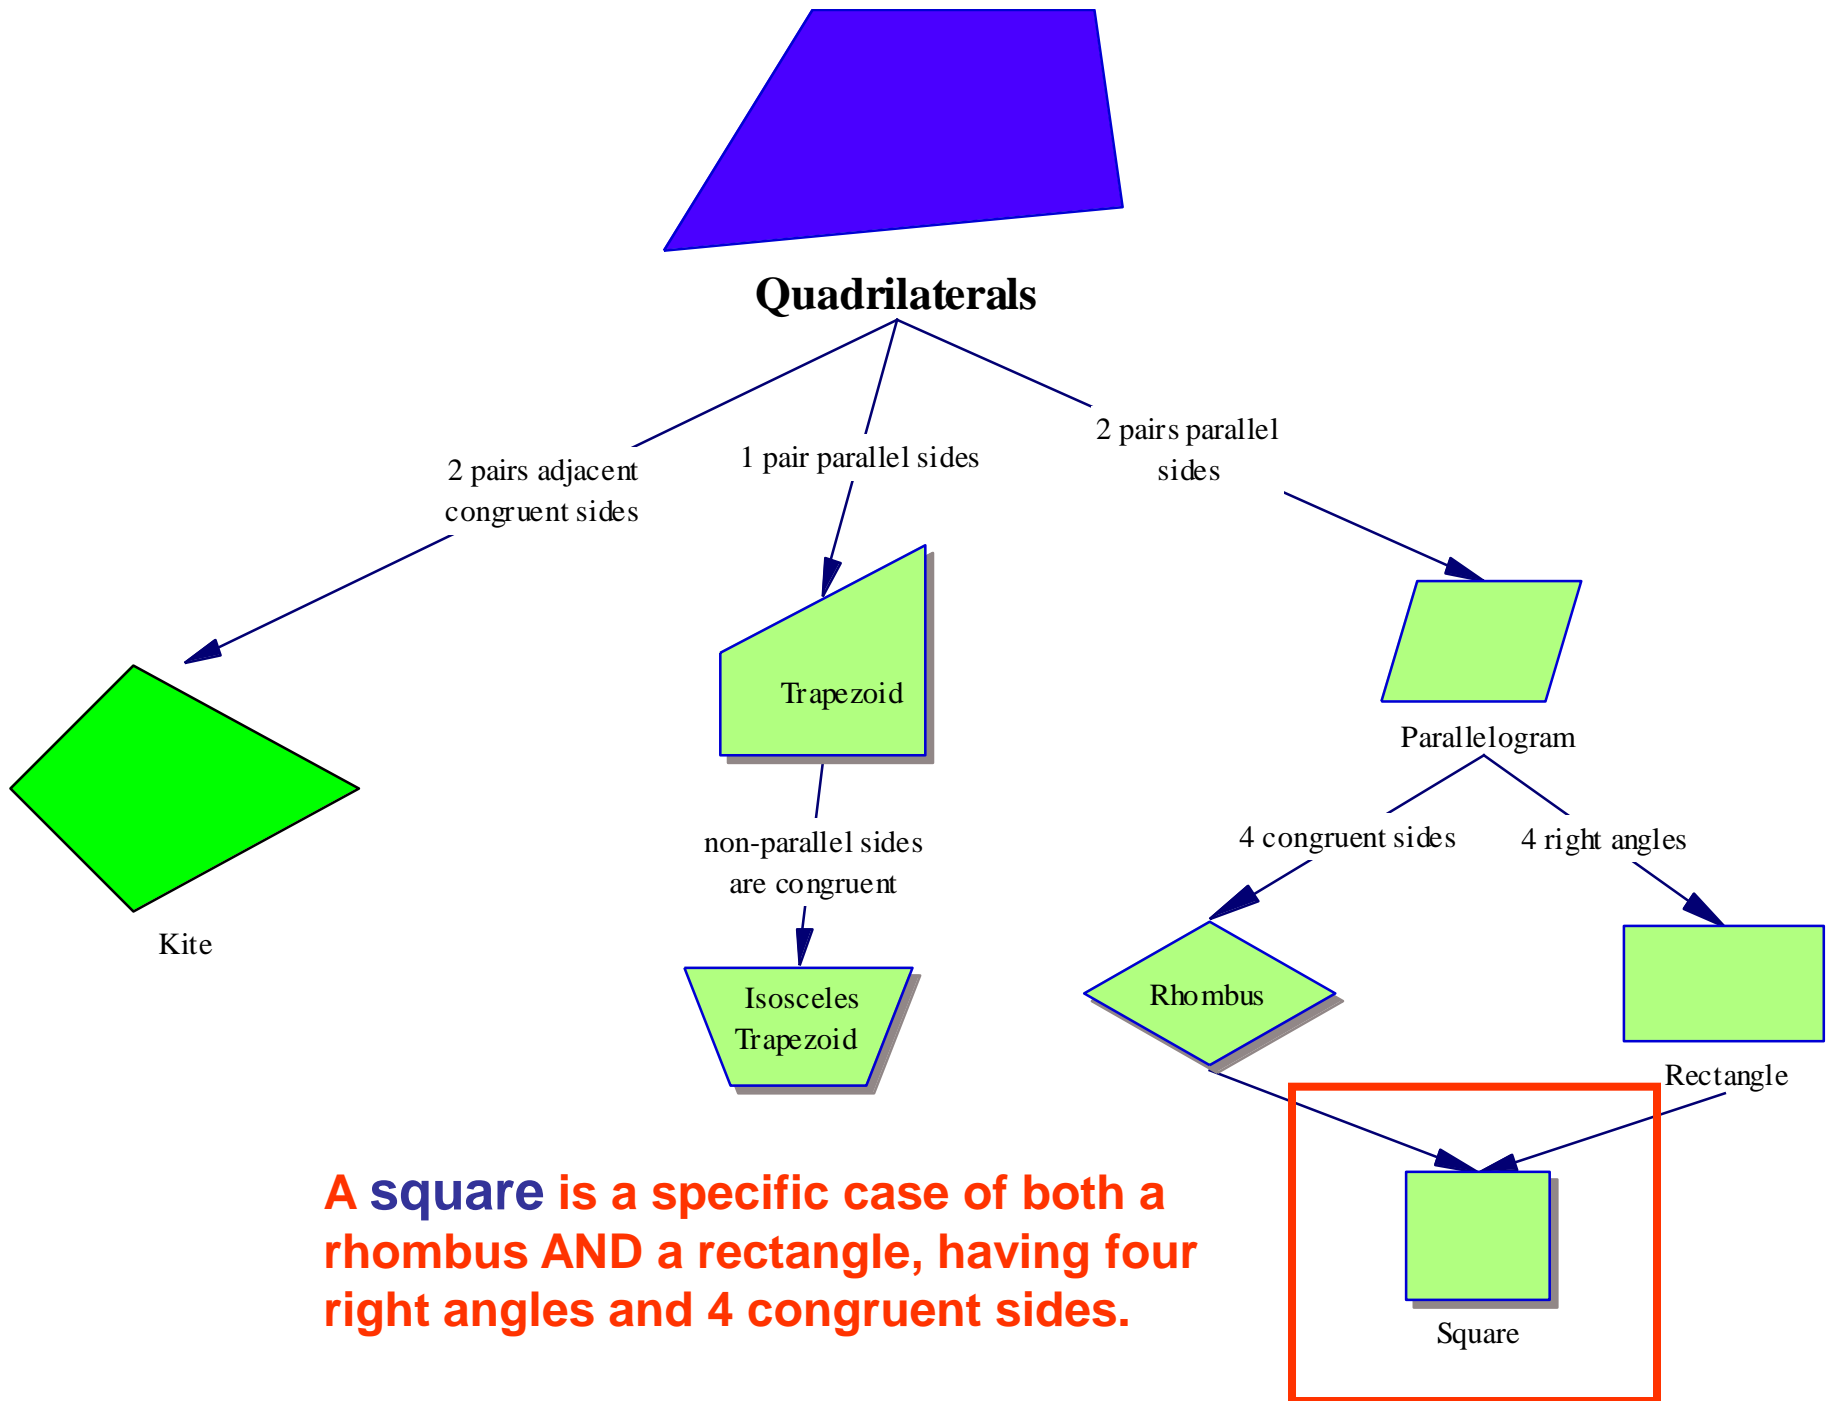 Quadrilaterals
2 pairs adjacent
congruent sides
1 pair parallel sides
2 pairs parallel
sides
Trapezoid
Parallelogram
non-parallel sides
are congruent
4 congruent sides
4 right angles
Kite
Isosceles
Trapezoid
Rhombus
Rectangle
A square is a specific case of both a
rhombus AND a rectangle, having four
right angles and 4 congruent sides.
Square